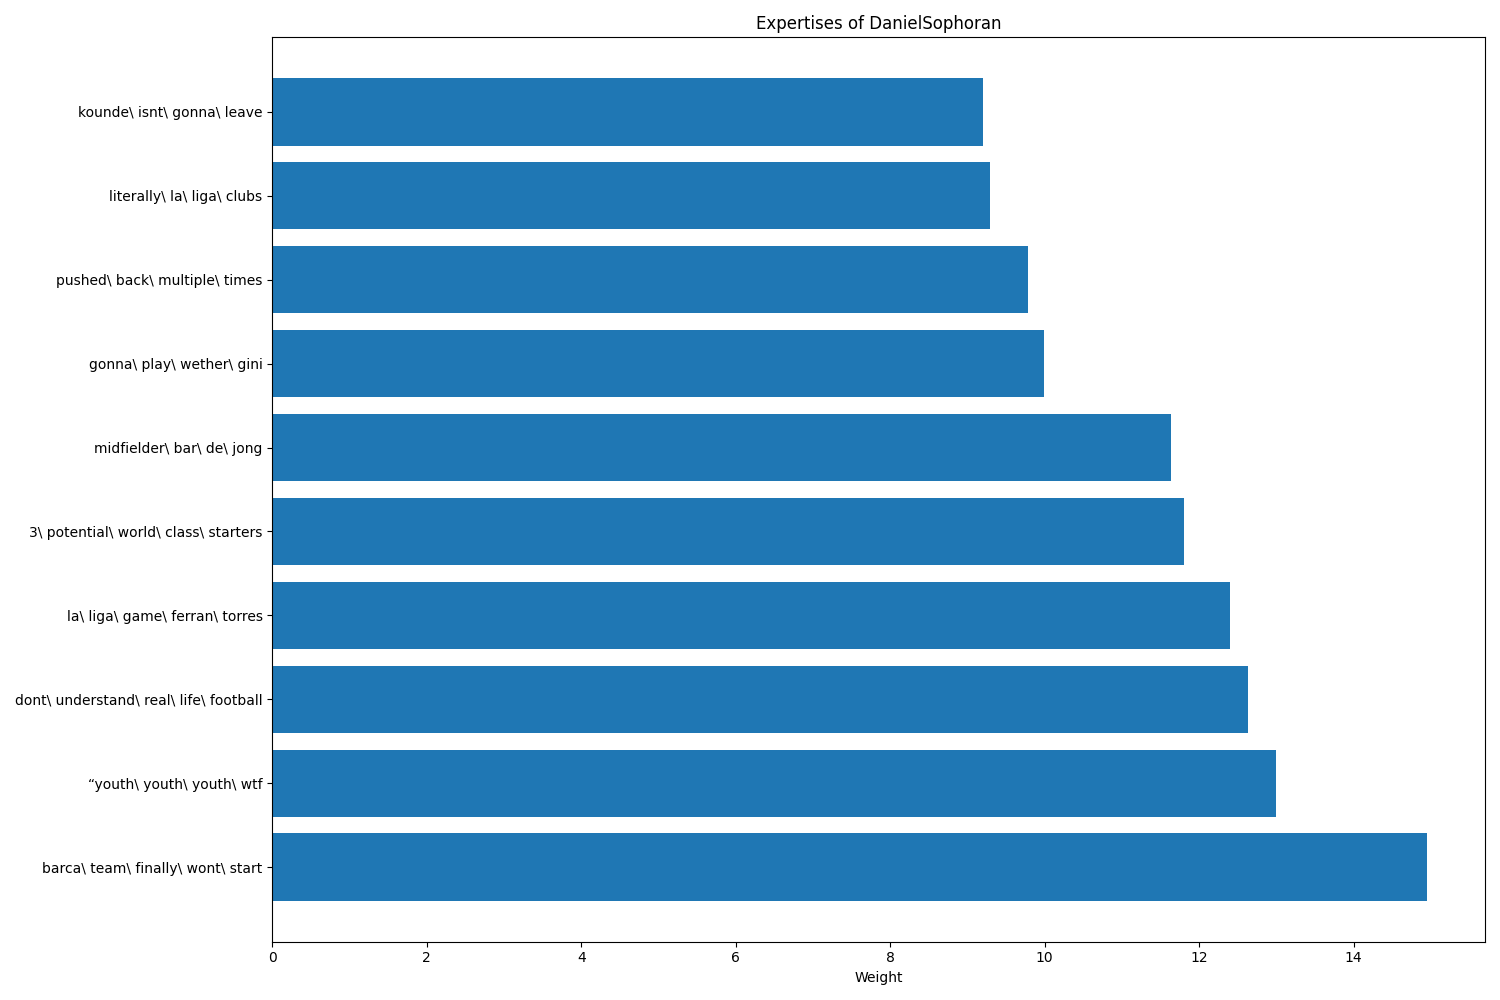 Expertises of DanielSophoran
kounde\ isnt\ gonna\ leave
literally\ la\ liga\ clubs
pushed\ back\ multiple\ times
gonna\ play\ wether\ gini
midfielder\ bar\ de\ jong
3\ potential\ world\ class\ starters
la\ liga\ game\ ferran\ torres
dont\ understand\ real\ life\ football
“youth\ youth\ youth\ wtf
barca\ team\ finally\ wont\ start
0 2 4 6 8 10 12 14
Weight